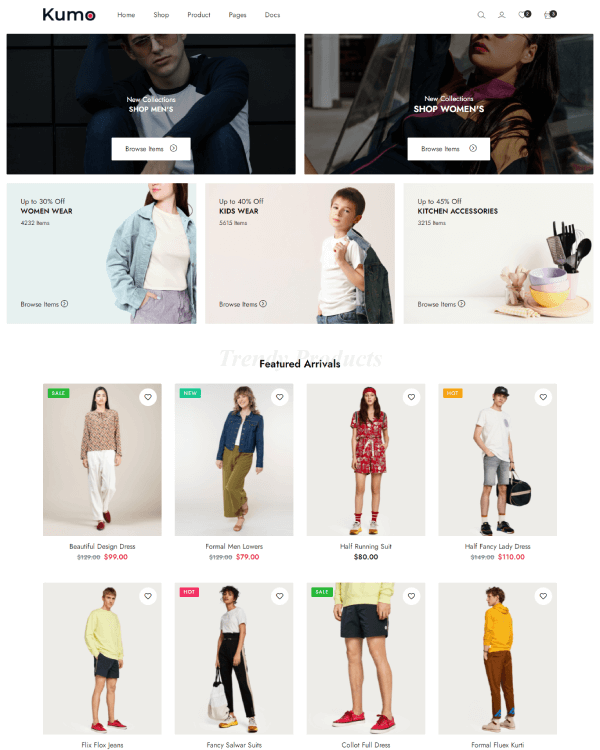 Kumo
Home Shop Product Pages Docs
2 3
New Collections
SHOP MEN'S
Browse Items
New Collections
SHOP WOMEN'S
Browse Items
Up to 30% Off
WOMEN WEAR
4232 Items
Browse Items
Up to 40% Off
KIDS WEAR
5615 Items
Browse Items
Up to 45% Off
KITCHEN ACCESSORIES
3215 Items
Browse Items
Trendy Products
Featured Arrivals
SALE
Beautiful Design Dress
$129.00 $99.00
NEW
Formal Men Lowers
$129.00 $79.00
Half Running Suit
$80.00
HOT
Half Fancy Lady Dress
$149.00 $110.00
Flix Flox Jeans
HOT
Fancy Salwar Suits
SALE
Collot Full Dress
Formal Fluex Kurti